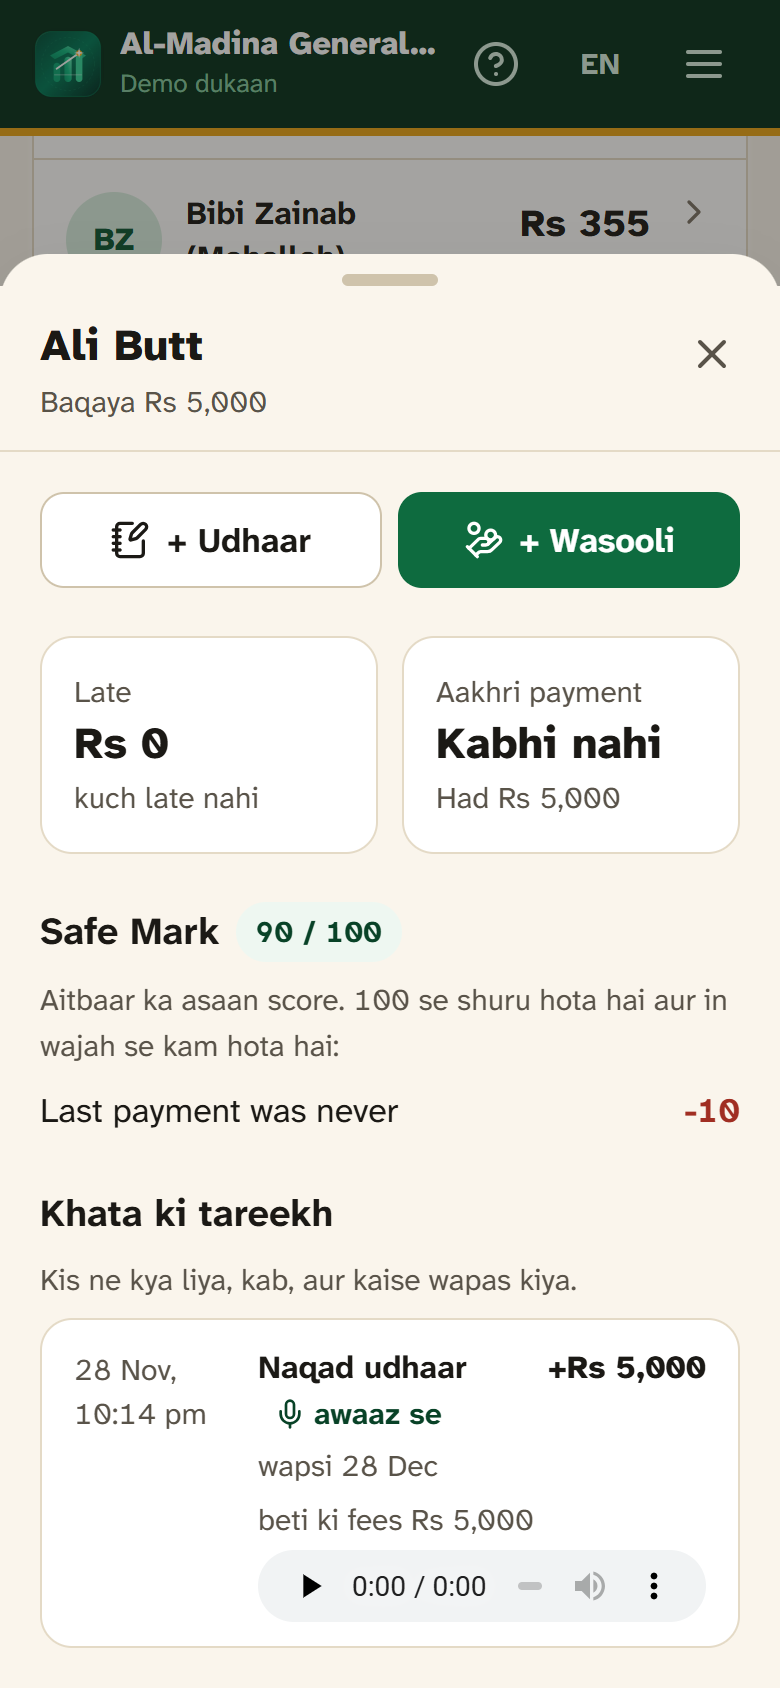 Al-Madina General...
Demo dukaan
EN
BZ
Bibi Zainab
(Mohallah)
Rs 355
Ali Butt
Baqaya Rs 5,000
+ Udhaar
+ Wasooli
Late
Rs 0
kuch late nahi
Aakhri payment
Kabhi nahi
Had Rs 5,000
Safe Mark
90 / 100
Aitbaar ka asaan score. 100 se shuru hota hai aur in
wajah se kam hota hai:
Last payment was never
-10
Khata ki tareekh
Kis ne kya liya, kab, aur kaise wapas kiya.
28 Nov,
10:14 pm
Naqad udhaar
+Rs 5,000
awaaz se
wapsi 28 Dec
beti ki fees Rs 5,000
0:00 / 0:00